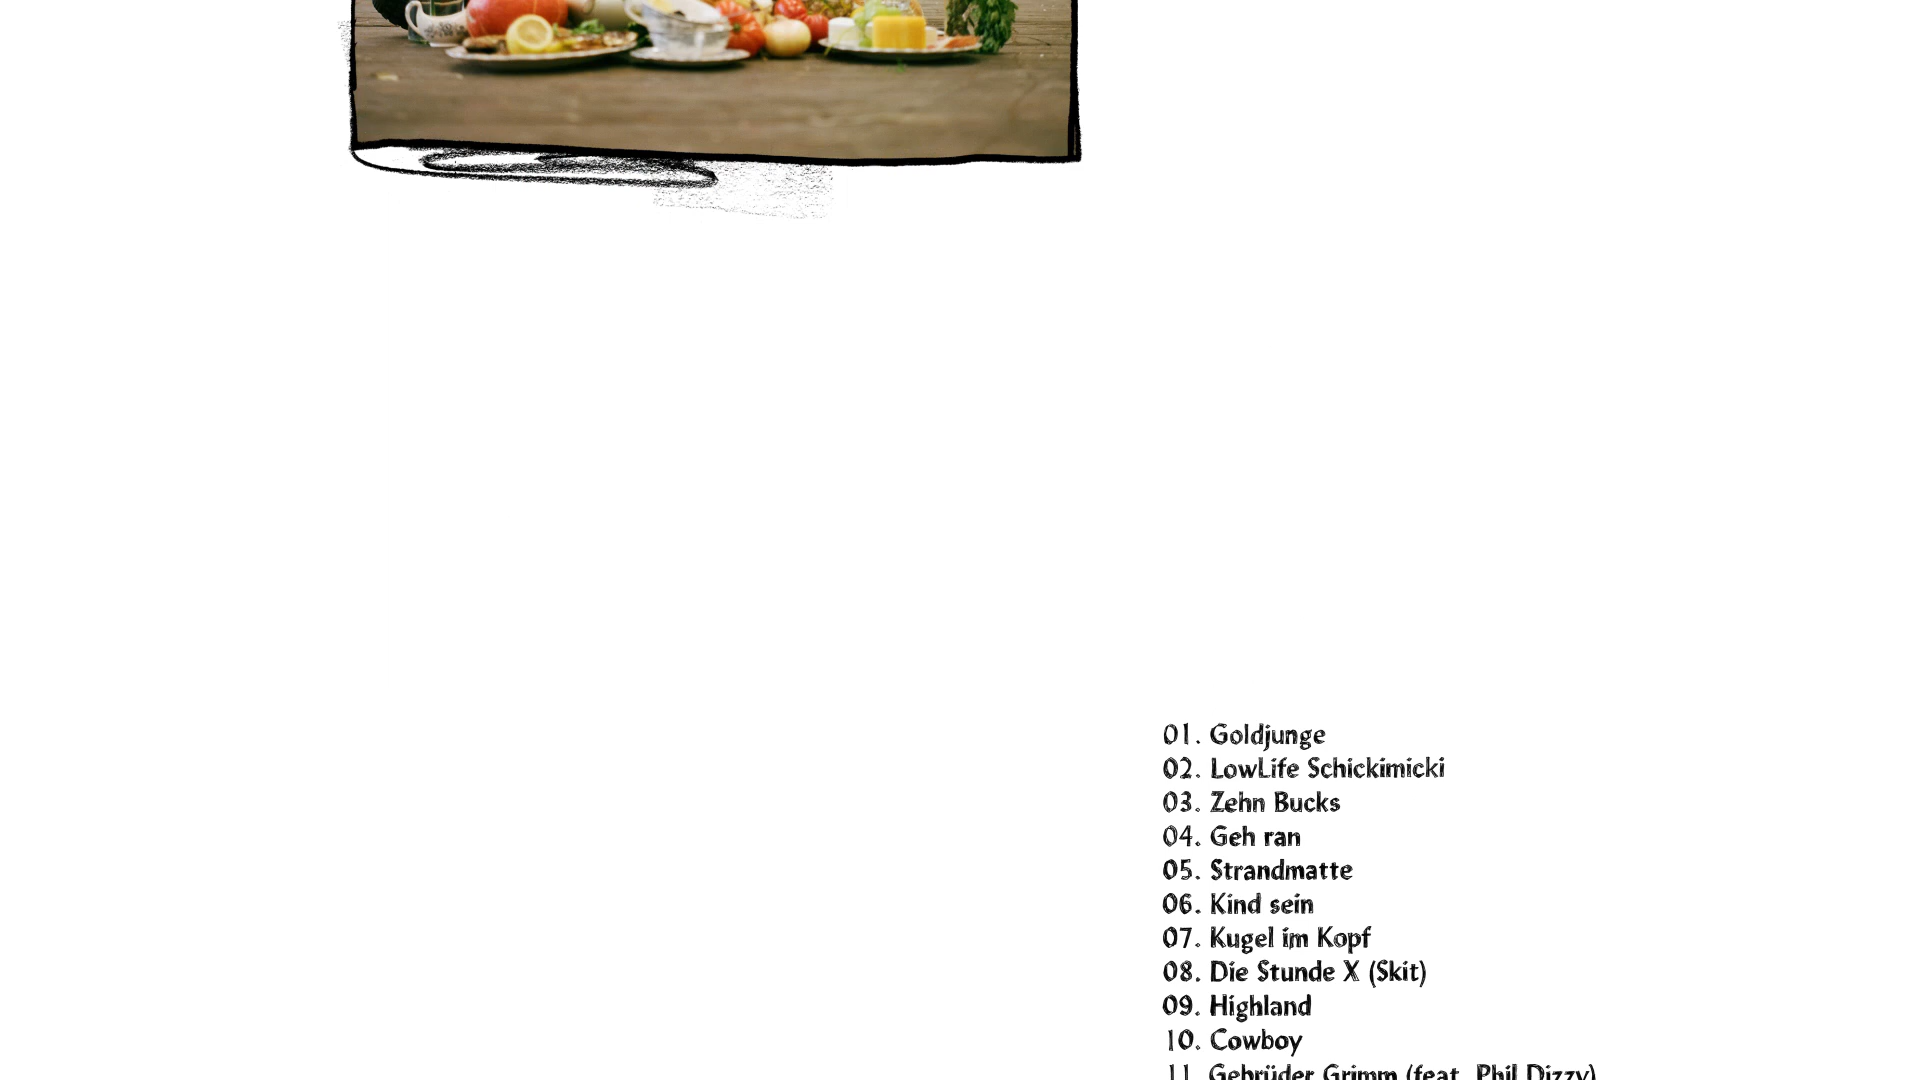 01. Goldjunge
02. LowLife Schickimicki
03. Zehn Bucks
04. Geh ran
05. Strandmatte
06. Kind sein
07. Kugel im Kopf
08. Die Stunde X (Skit)
09. Highland
10. Cowboy
11. Gebrüder Grimm (feat. Phil Dizzy)